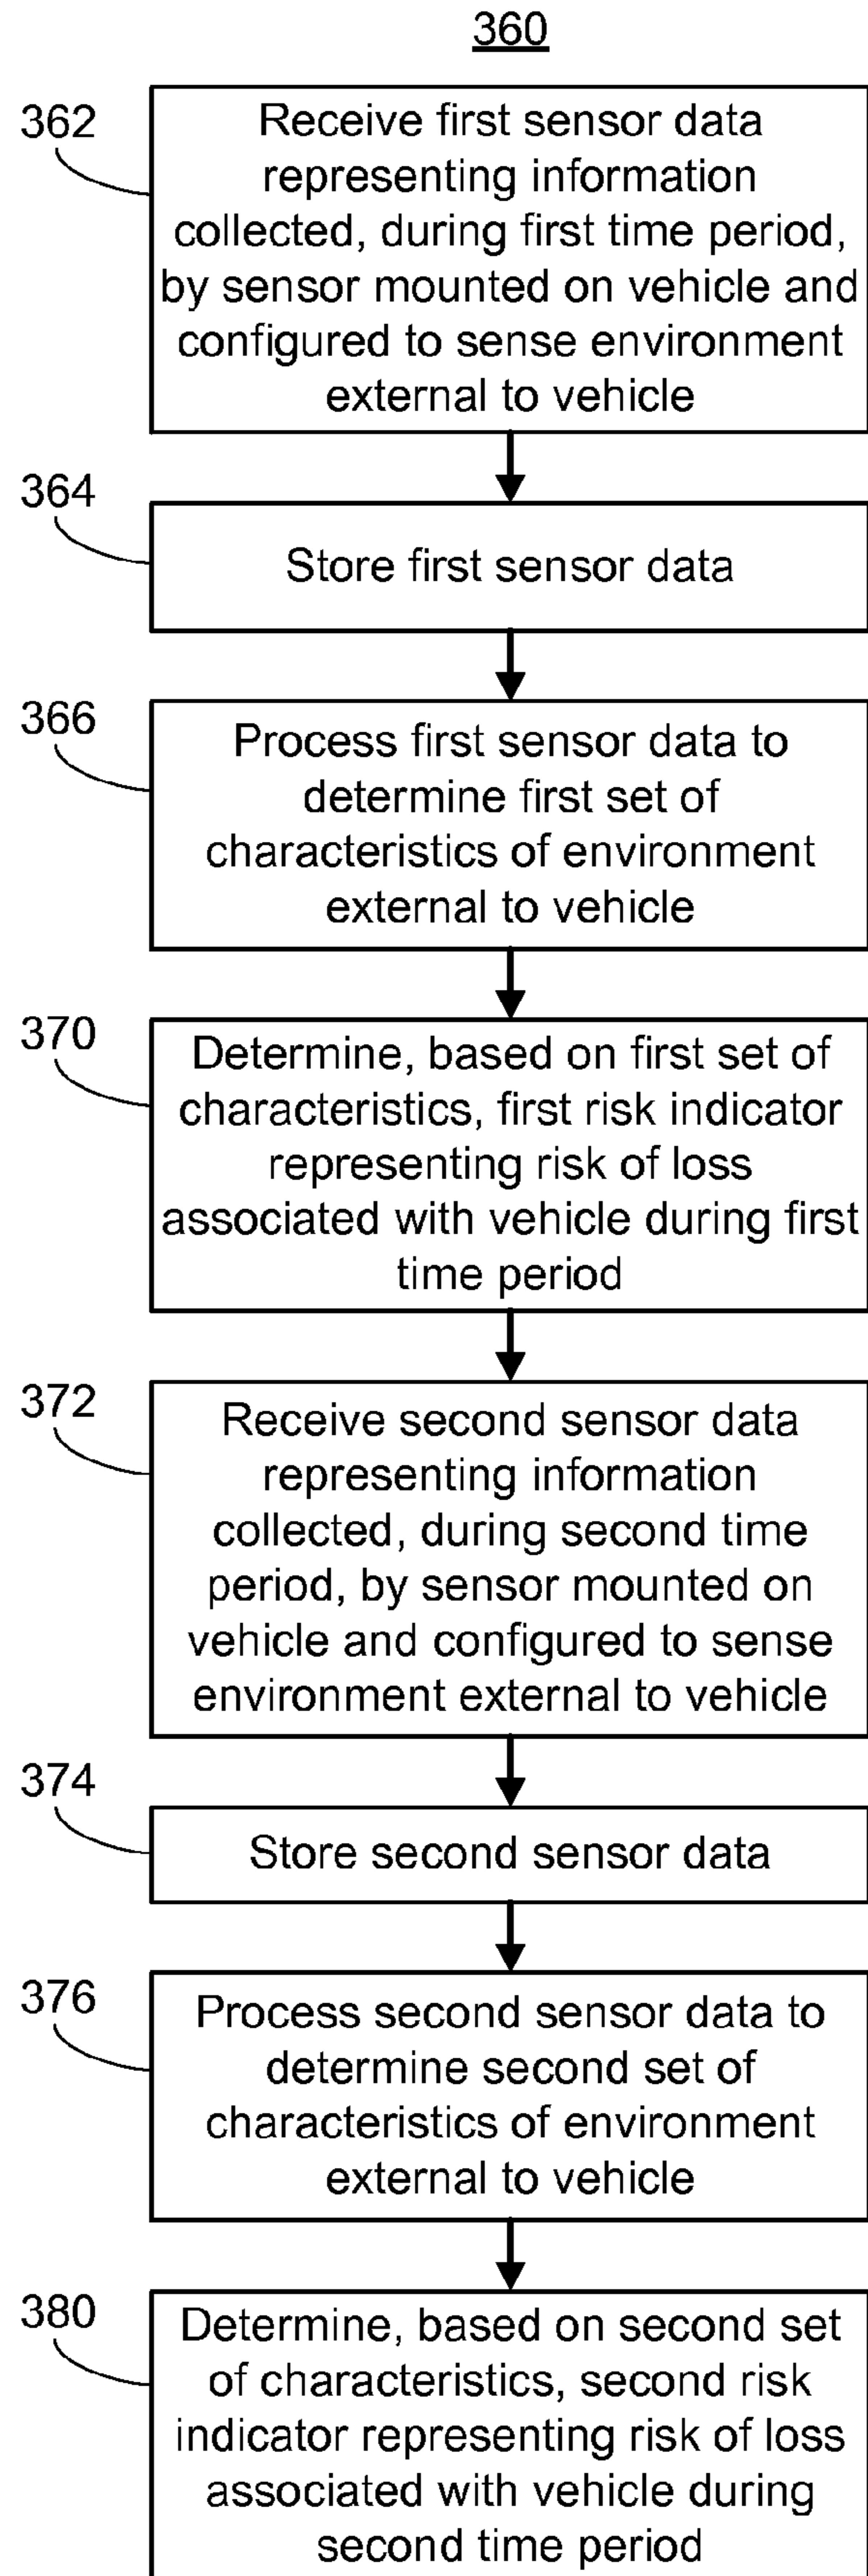 360
362
Receive first sensor data
representing information
collected, during first time period,
by sensor mounted on vehicle and
configured to sense environment
external to vehicle
364
Store first sensor data
366
Process first sensor data to
determine first set of
characteristics of environment
external to vehicle
370
Determine, based on first set of
characteristics, first risk indicator
representing risk of loss
associated with vehicle during first
time period
372
Receive second sensor data
representing information
collected, during second time
period, by sensor mounted on
vehicle and configured to sense
environment external to vehicle
374
Store second sensor data
376
Process second sensor data to
determine second set of
characteristics of environment
external to vehicle
380
Determine, based on second set
of characteristics, second risk
indicator representing risk of loss
associated with vehicle during
second time period